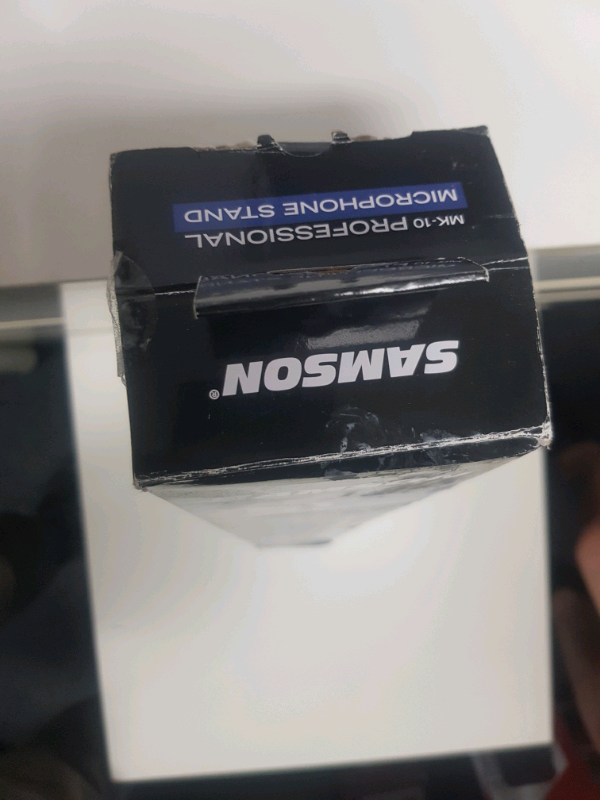 SAMSON®
MK-10 PROFESSIONAL
MICROPHONE STAND